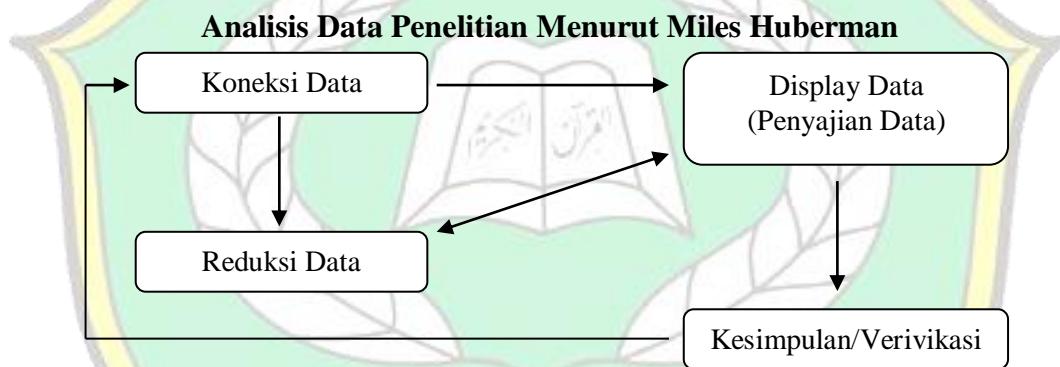 Analisis Data Penelitian Menurut Miles Huberman
Koneksi Data
Display Data
(Penyajian Data)
Reduksi Data
Kesimpulan/Verivikasi